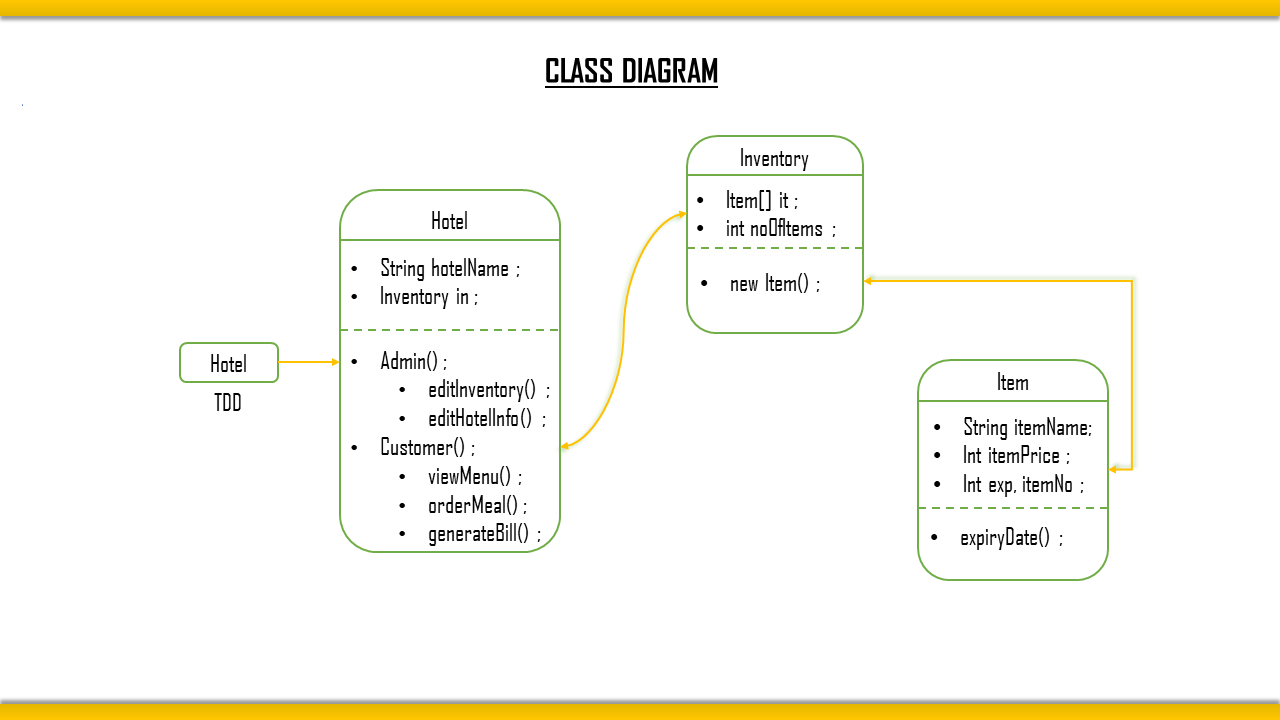 CLASS DIAGRAM
Hotel
TDD
Hotel
• String hotelName ;
• Inventory in ;
• Admin() ;
• editInventory() ;
• editHotelInfo() ;
• Customer() ;
• viewMenu() ;
• orderMeal() ;
• generateBill() ;
Inventory
• Item[] it ;
• int noOfItems ;
• new Item() ;
Item
• String itemName;
• Int itemPrice ;
• Int exp, itemNo ;
• expiryDate() ;